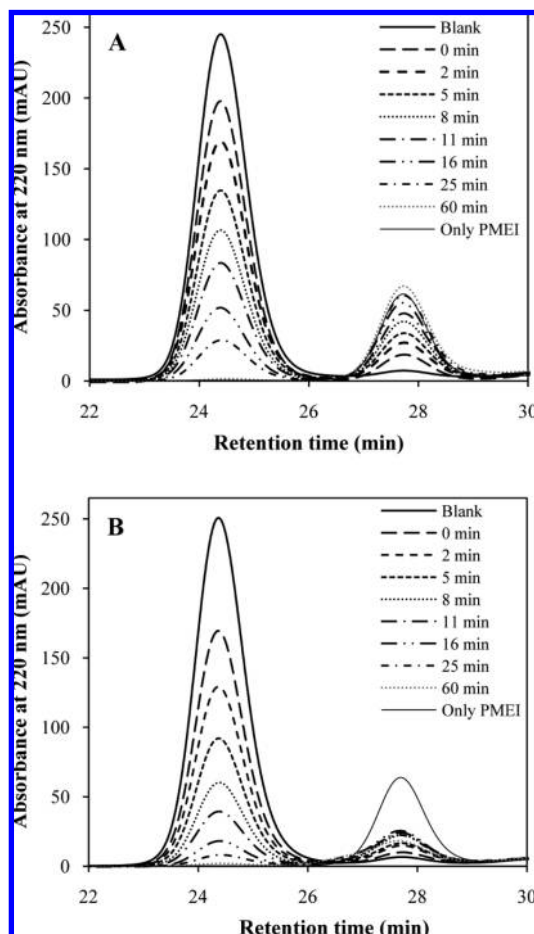 A
Absorbance at 220 nm (mAU)
250
200
150
100
50
0
22
24
26
28
30
Retention time (min)
Blank
0 min
2 min
5 min
8 min
11 min
16 min
25 min
60 min
Only PMEI
B
Absorbance at 220 nm (mAU)
250
200
150
100
50
0
22
24
26
28
30
Retention time (min)
Blank
0 min
2 min
5 min
8 min
11 min
16 min
25 min
60 min
Only PMEI